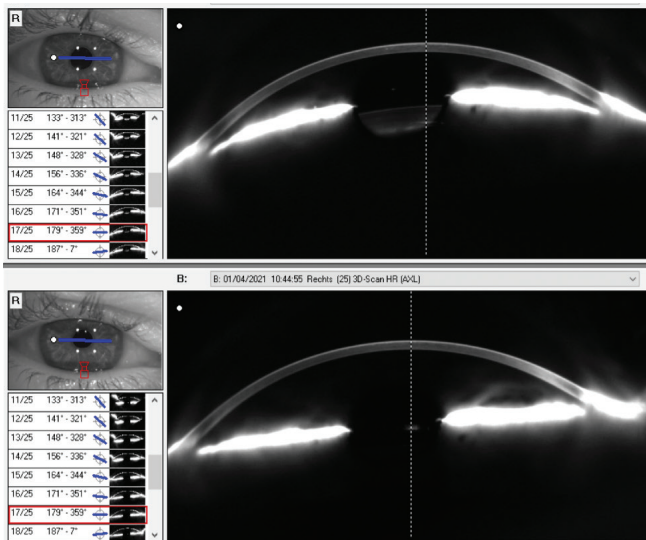 R
11/25 133° - 313°
12/25 141° - 321°
13/25 148° - 328°
14/25 156° - 336°
15/25 164° - 344°
16/25 171° - 351°
17/25 179° - 359°
18/25 187° - 7°
B: B: 01/04/2021 10:44:55 Rechts (25) 3D-Scan HR (AXL)
R
11/25 133° - 313°
12/25 141° - 321°
13/25 148° - 328°
14/25 156° - 336°
15/25 164° - 344°
16/25 171° - 351°
17/25 179° - 359°
18/25 187° - 7°